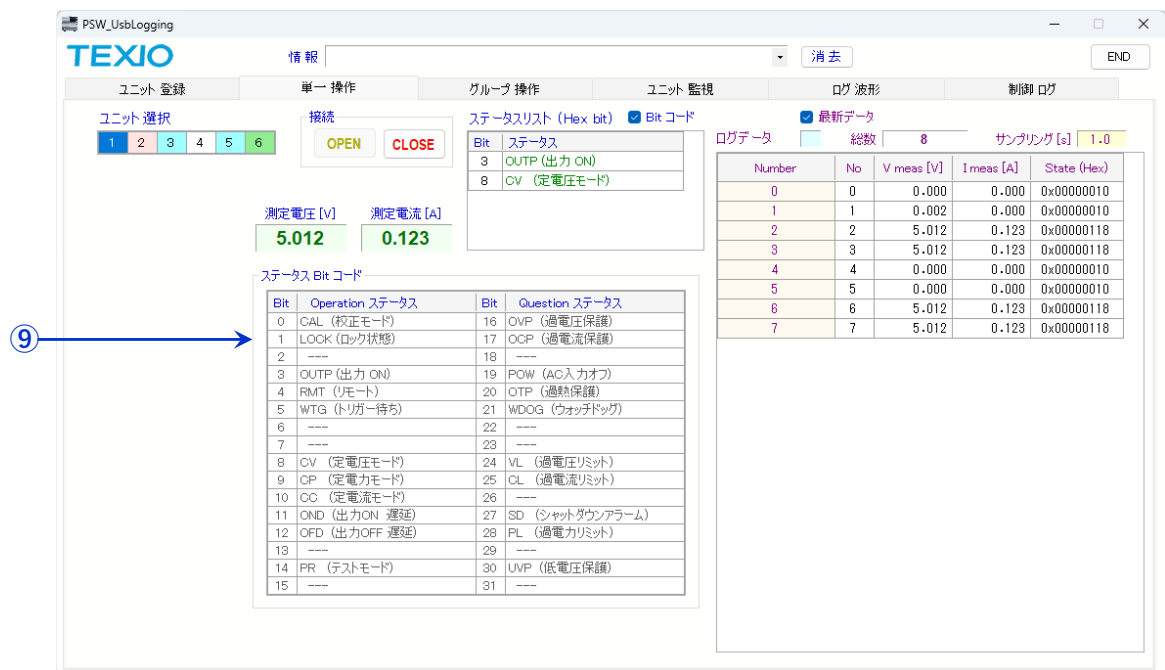 PSW_UsbLogging
TEXIO 情報 消去 END
ユニット 登録 単一 操作 グループ 操作 ユニット 監視 ログ 波形 制御 ログ
ユニット 選択
1 2 3 4 5 6
接続
OPEN CLOSE
ステータスリスト (Hex bit) Bit コード
Bit ステータス
3 OUTP (出力 ON)
8 CV (定電圧モード)
測定電圧 [V] 測定電流 [A]
5.012 0.123
⑨
ステータス Bit コード
Bit Operation ステータス Bit Question ステータス
0 CAL (校正モード) 16 OVP (過電圧保護)
1 LOCK (ロック状態) 17 OCP (過電流保護)
2 --- 18 ---
3 OUTP (出力 ON) 19 POW (AC入力オフ)
4 RMT (リモート) 20 OTP (過熱保護)
5 WTG (トリガー待ち) 21 WDOG (ウォッチドッグ)
6 --- 22 ---
7 --- 23 ---
8 CV (定電圧モード) 24 VL (過電圧リミット)
9 CP (定電力モード) 25 CL (過電流リミット)
10 CC (定電流モード) 26 ---
11 OND (出力ON 遅延) 27 SD (シャットダウンアラーム)
12 OFD (出力OFF 遅延) 28 PL (過電力リミット)
13 --- 29 ---
14 PR (テストモード) 30 UVP (低電圧保護)
15 --- 31 ---
最新データ
ログデータ 総数 8 サンプリング [s] 1.0
Number No V meas [V] I meas [A] State (Hex)
0 0 0.000 0.000 0x00000010
1 1 0.002 0.000 0x00000010
2 2 5.012 0.123 0x00000118
3 3 5.012 0.123 0x00000118
4 4 0.000 0.000 0x00000010
5 5 0.000 0.000 0x00000010
6 6 5.012 0.123 0x00000118
7 7 5.012 0.123 0x00000118